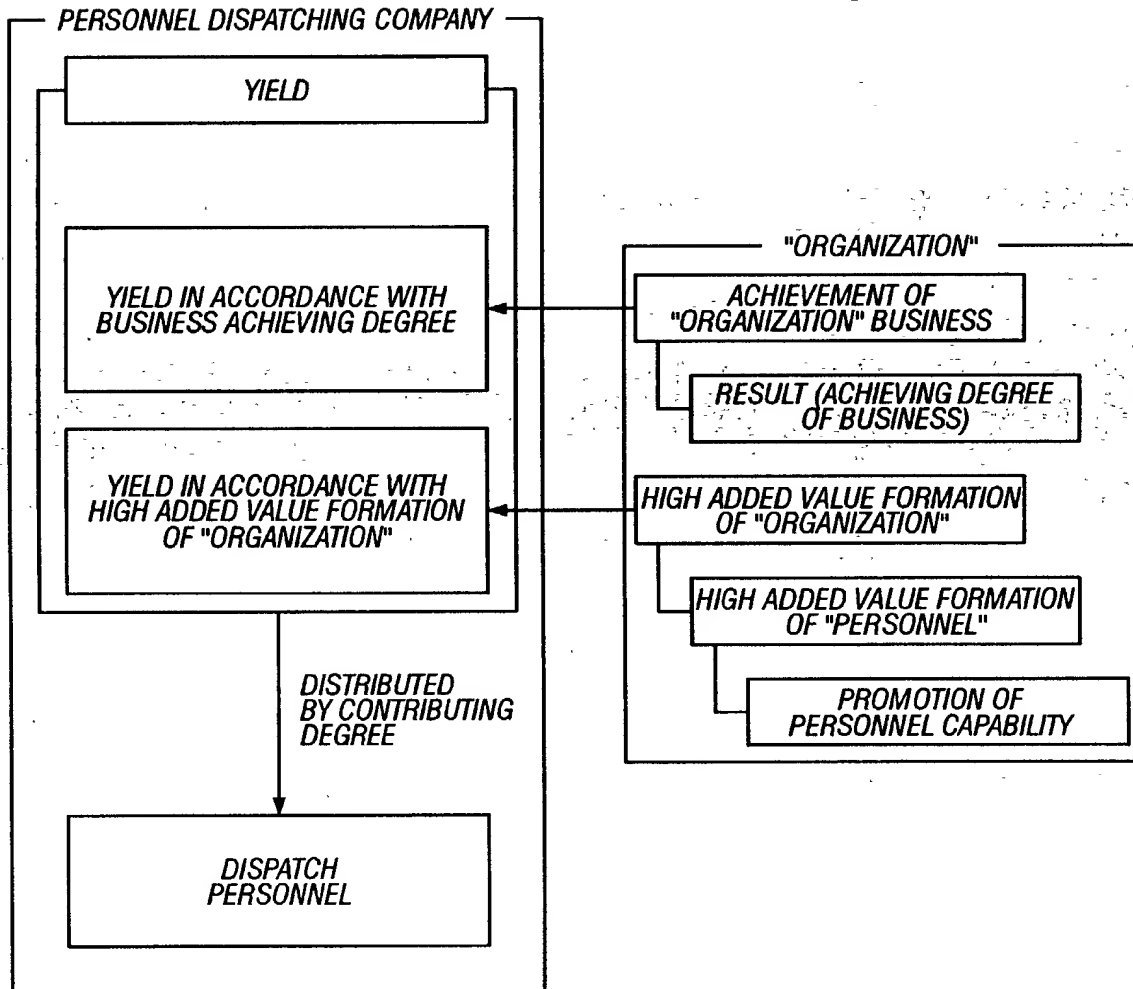 PERSONNEL DISPATCHING COMPANY
YIELD
YIELD IN ACCORDANCE WITH
BUSINESS ACHIEVING DEGREE
YIELD IN ACCORDANCE WITH
HIGH ADDED VALUE FORMATION
OF "ORGANIZATION"
DISTRIBUTED
BY CONTRIBUTING
DEGREE
DISPATCH
PERSONNEL
"ORGANIZATION"
ACHIEVEMENT OF
"ORGANIZATION" BUSINESS
RESULT (ACHIEVING DEGREE
OF BUSINESS)
HIGH ADDED VALUE FORMATION
OF "ORGANIZATION"
HIGH ADDED VALUE FORMATION
OF "PERSONNEL"
PROMOTION OF
PERSONNEL CAPABILITY